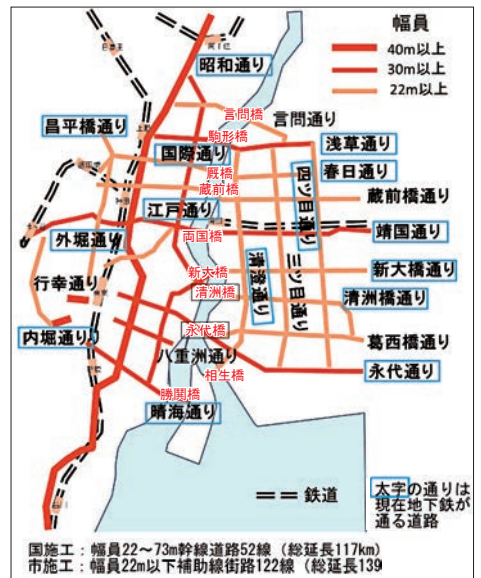 幅員
40m以上
30m以上
22m以上
昭和通り
言問橋
言問通り
昌平橋通り
駒形橋
浅草通り
国際通り
厩橋
春日通り
蔵前橋
四ツ目通り
蔵前橋通り
江戸通り
外堀通り
両国橋
靖国通り
新大橋
新大橋通り
行幸通り
清洲橋
清澄通り
三ツ目通り
清洲橋通り
内堀通り
永代橋
八重洲通り
葛西橋通り
相生橋
永代通り
勝関橋
晴海通り
鉄道
太字の通りは
現在地下鉄が
通る道路
国施工:幅員22〜73m幹線道路52線(総延長117km)
市施工:幅員22m以下補助線街路122線(総延長139